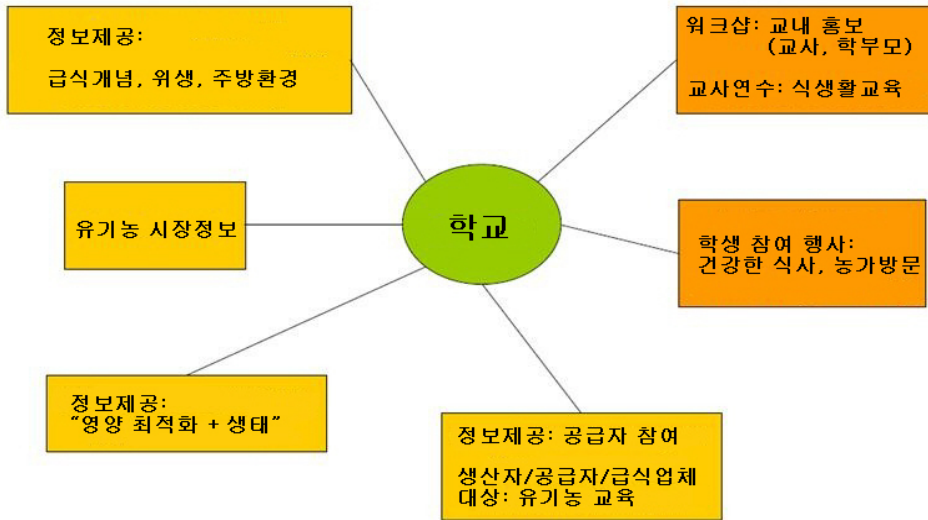 정보제공:
급식개념, 위생, 주방환경
워크샵: 교내 홍보
(교사, 학부모)
교사연수: 식생활교육
유기농 시장정보
학교
학생 참여 행사:
건강한 식사, 농가방문
정보제공:
“영양 최적화 + 생태”
정보제공: 공급자 참여
생산자/공급자/급식업체
대상: 유기농 교육